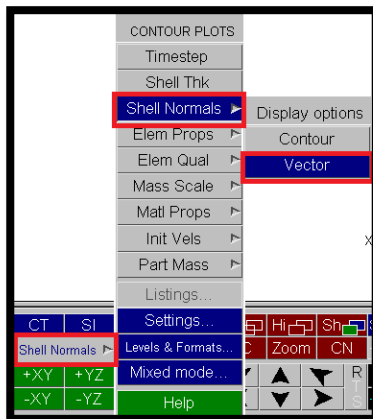 CONTOUR PLOTS
Timestep
Shell Thk
Shell Normals
Display options
Elem Props
Contour
Elem Qual
Vector
Mass Scale
Matl Props
Init Vels
X
Part Mass
Listings...
CT SI Settings... Hi Sh
Shell Normals Levels & Formats... Zoom CN
+XY +YZ Mixed mode... R
T
-XY -YZ Help S